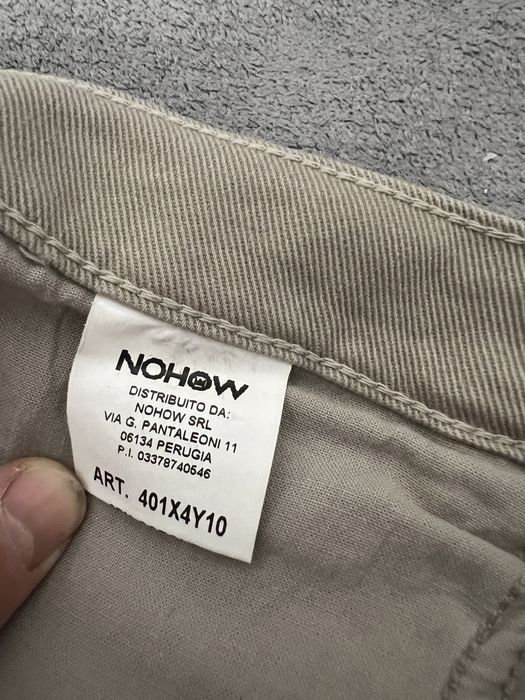 NOHOW
DISTRIBUITO DA:
NOHOW SRL
VIA G. PANTALEONI 11
06134 PERUGIA
P.I. 03378740546
ART. 401X4Y10